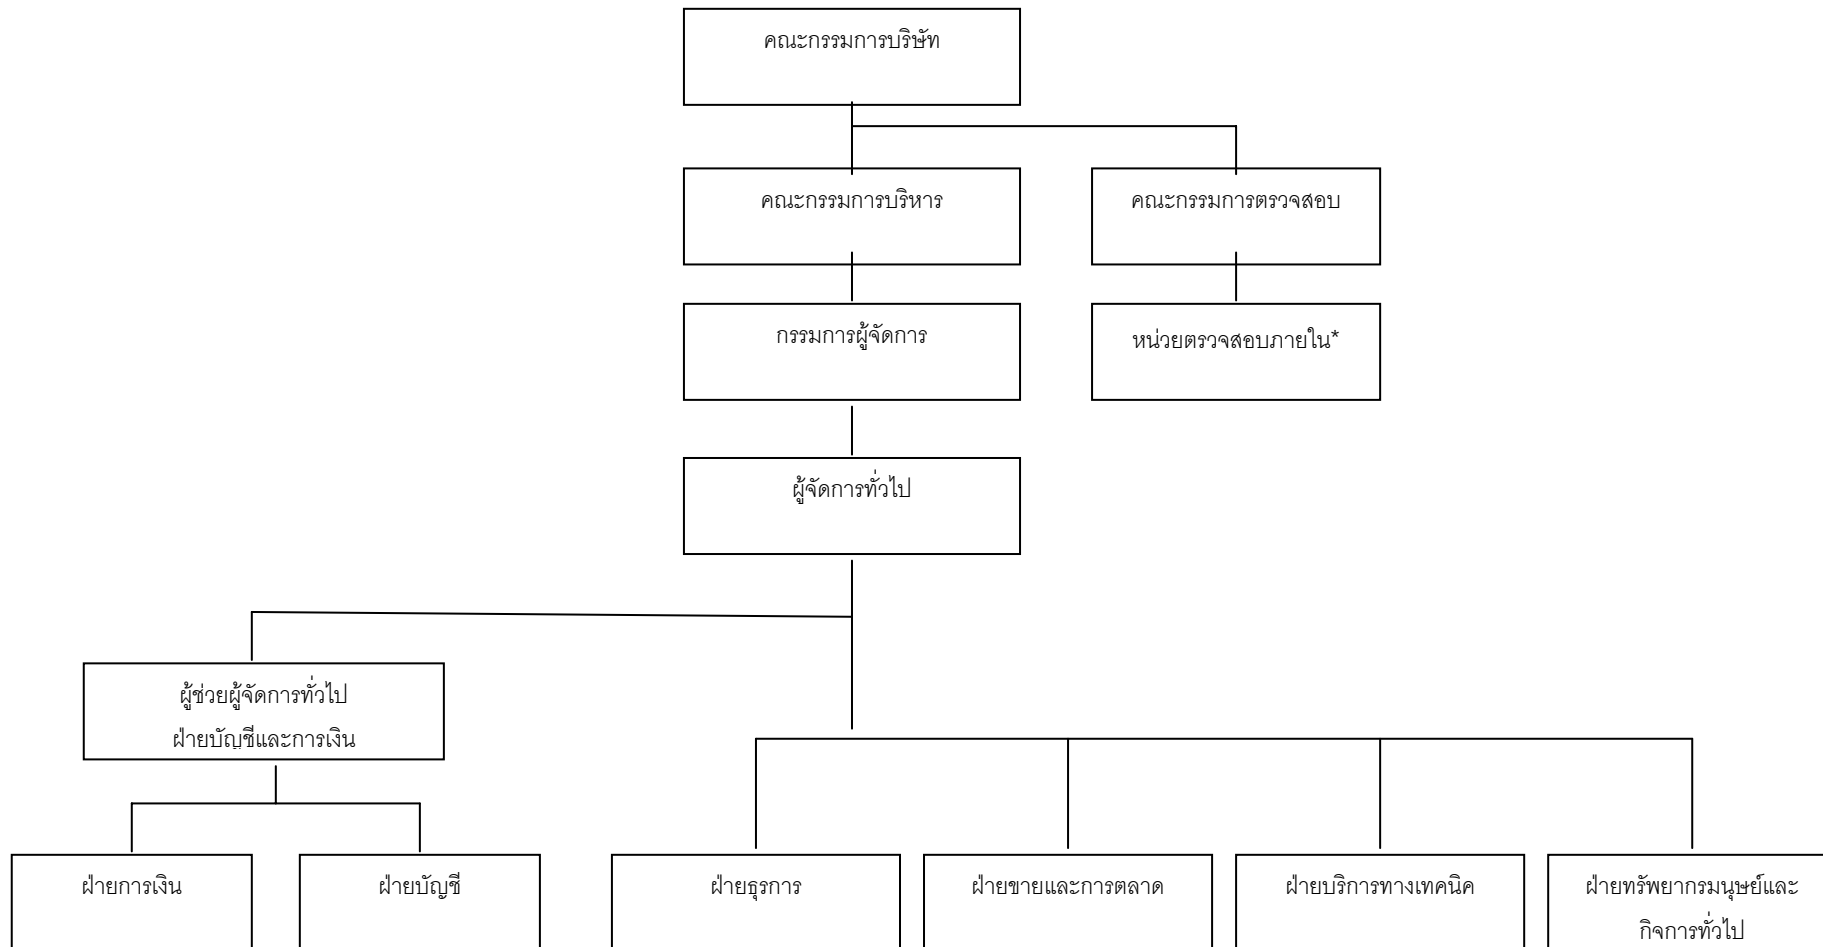 คณะกรรมการบริษัท
คณะกรรมการบริหาร
คณะกรรมการตรวจสอบ
กรรมการผู้จัดการ
หน่วยตรวจสอบภายใน*
ผู้จัดการทั่วไป
ผู้ช่วยผู้จัดการทั่วไป
ฝ่ายบัญชีและการเงิน
ฝ่ายการเงิน
ฝ่ายบัญชี
ฝ่ายธุรการ
ฝ่ายขายและการตลาด
ฝ่ายบริการทางเทคนิค
ฝ่ายทรัพยากรมนุษย์และ
กิจการทั่วไป